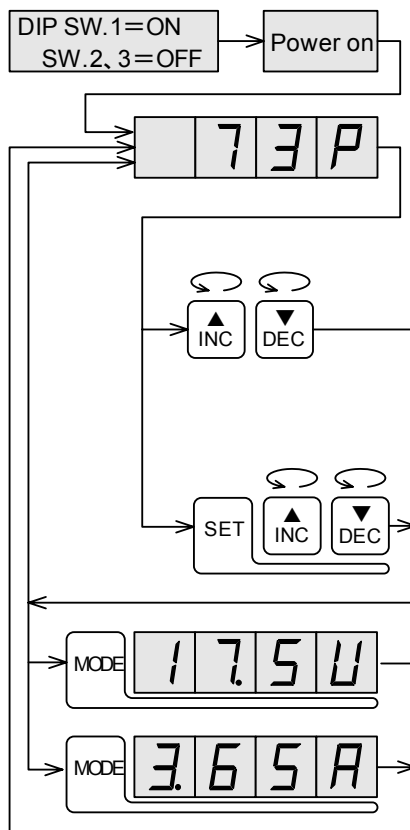 DIP SW.1=ON
SW.2、3=OFF
Power on
73P
▲ ▼
INC DEC
SET
▲ ▼
INC DEC
MODE 17.5U
MODE 3.65A